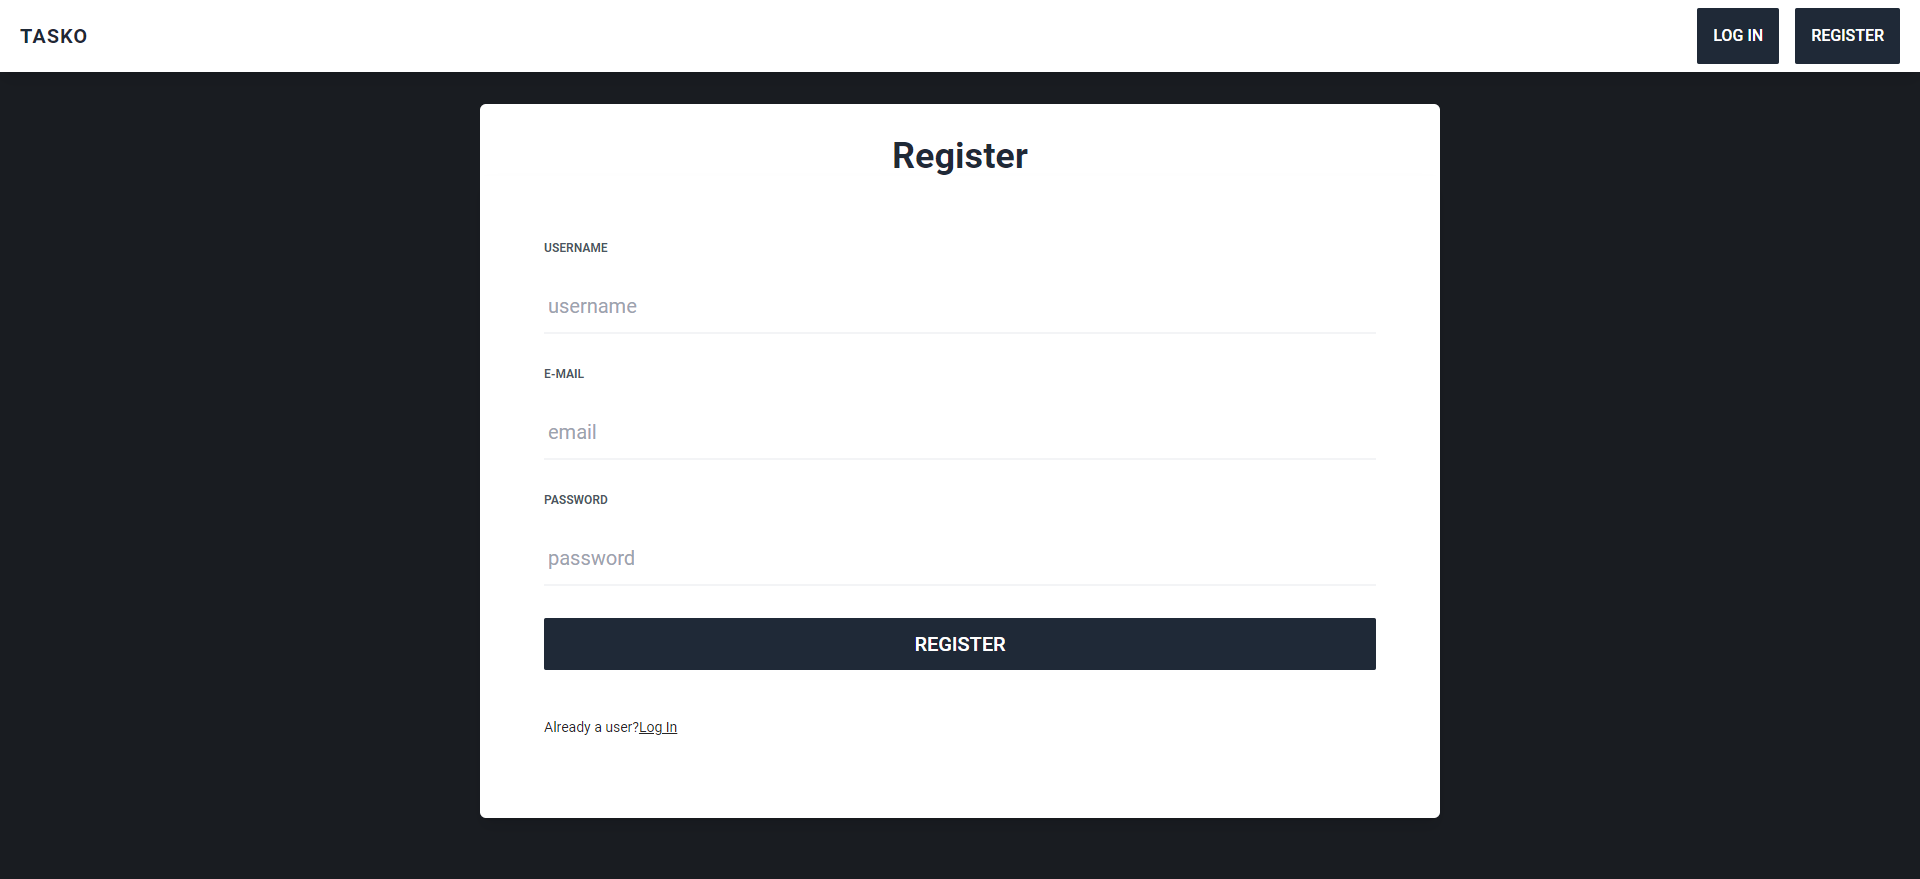 TASKO
LOG IN
REGISTER
Register
USERNAME
username
E-MAIL
email
PASSWORD
password
REGISTER
Already a user?Log In